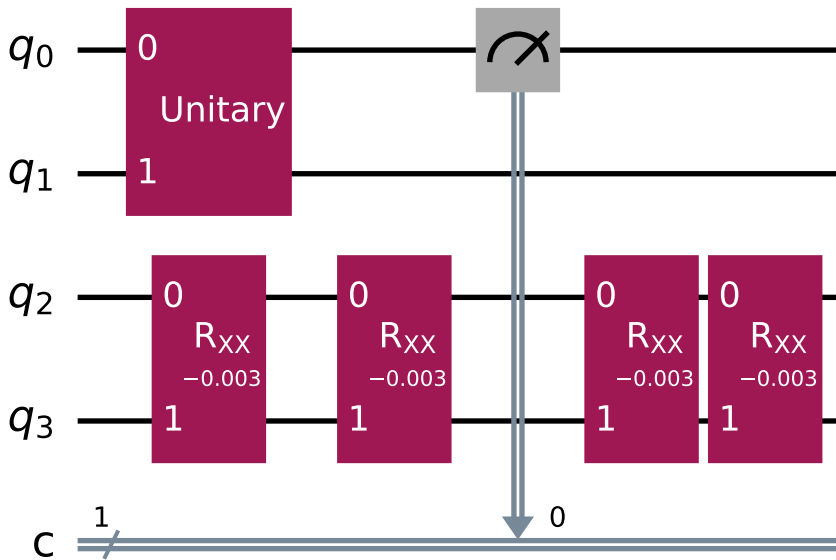 q0 0
Unitary
q1 1
q2 0 0 0 0
RXX RXX RXX RXX
−0.003 −0.003 −0.003 −0.003
q3 1 1 1 1
1 0
c